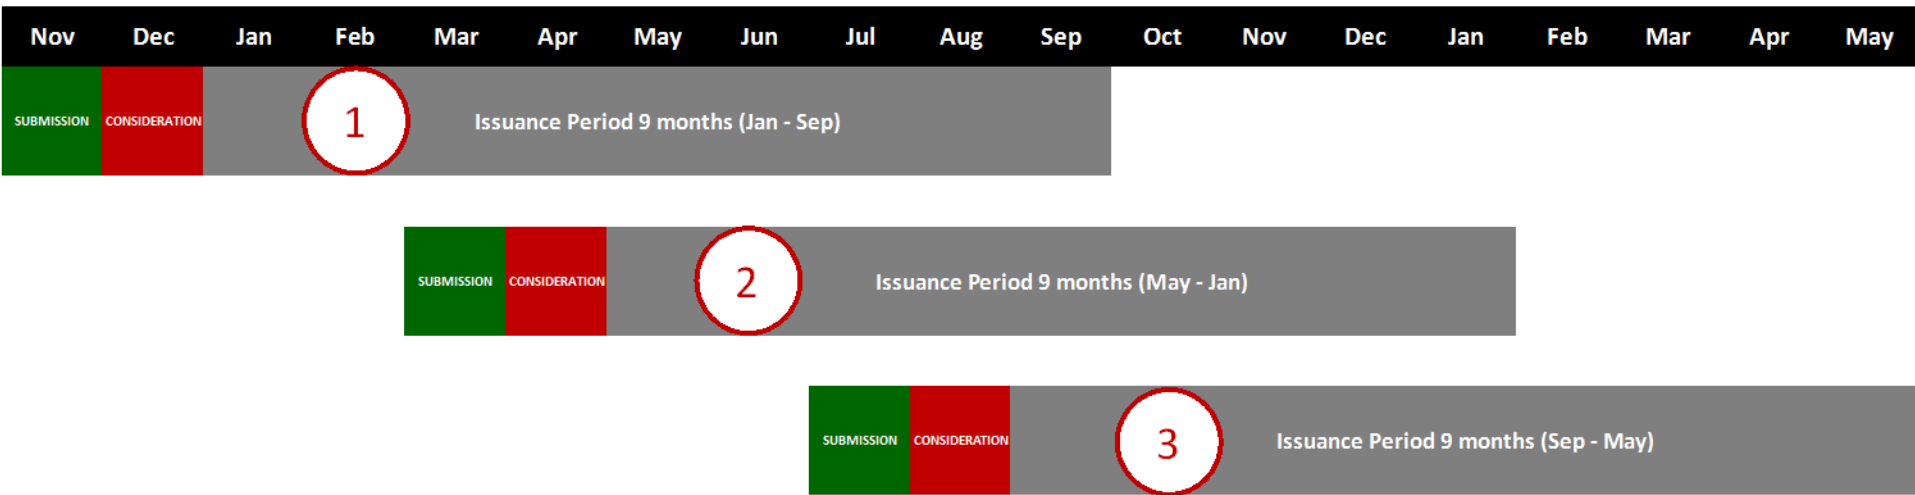 Nov Dec Jan Feb Mar Apr May Jun Jul Aug Sep Oct Nov Dec Jan Feb Mar Apr May
SUBMISSION CONSIDERATION 1 Issuance Period 9 months (Jan - Sep)
SUBMISSION CONSIDERATION 2 Issuance Period 9 months (May - Jan)
SUBMISSION CONSIDERATION 3 Issuance Period 9 months (Sep - May)